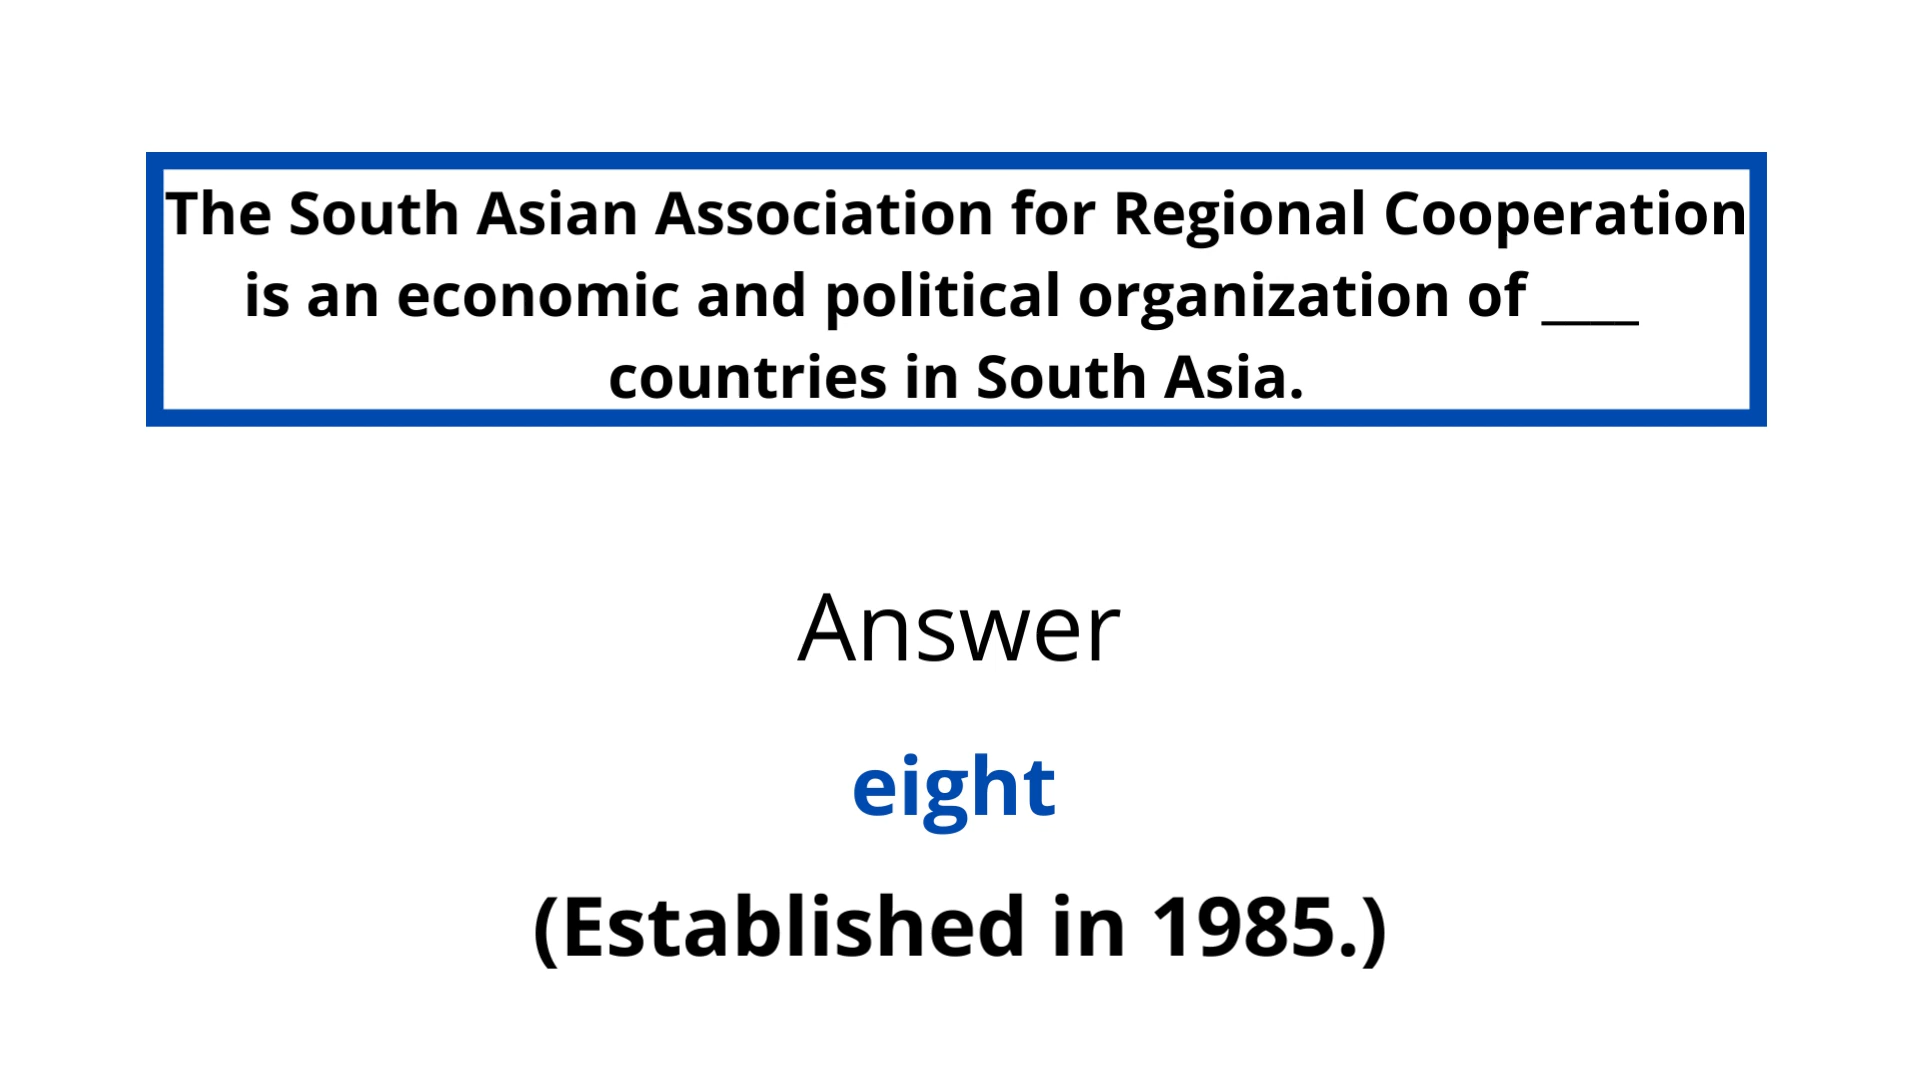 The South Asian Association for Regional Cooperation
is an economic and political organization of ____
countries in South Asia.
Answer
eight
(Established in 1985.)